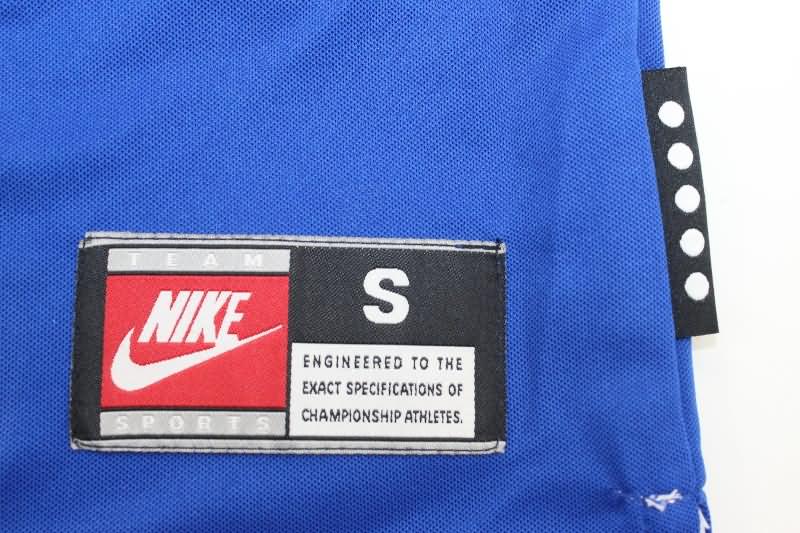 TEAM
NIKE
SPORTS
S
ENGINEERED TO THE
EXACT SPECIFICATIONS OF
CHAMPIONSHIP ATHLETES.